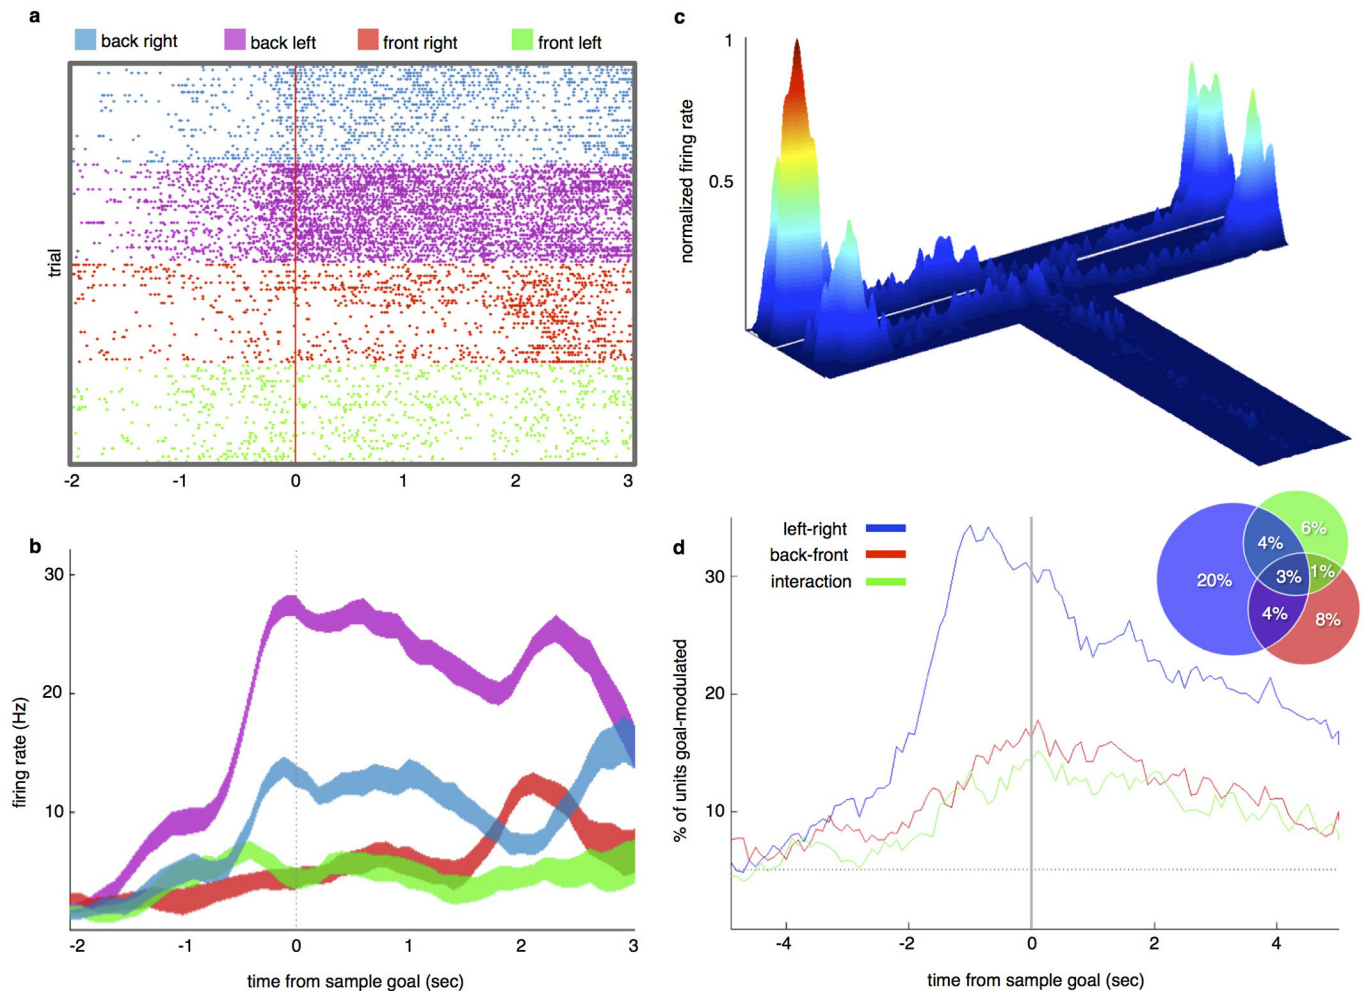 a
back right back left front right front left
trial
-2 -1 0 1 2 3
b
30
20
10
firing rate (Hz)
-2 -1 0 1 2 3
time from sample goal (sec)
c
1
0.5
normalized firing rate
d
left-right
back-front
interaction
30
20
10
% of units goal-modulated
-4 -2 0 2 4
time from sample goal (sec)
6%
4%
20% 3% 1%
4% 8%